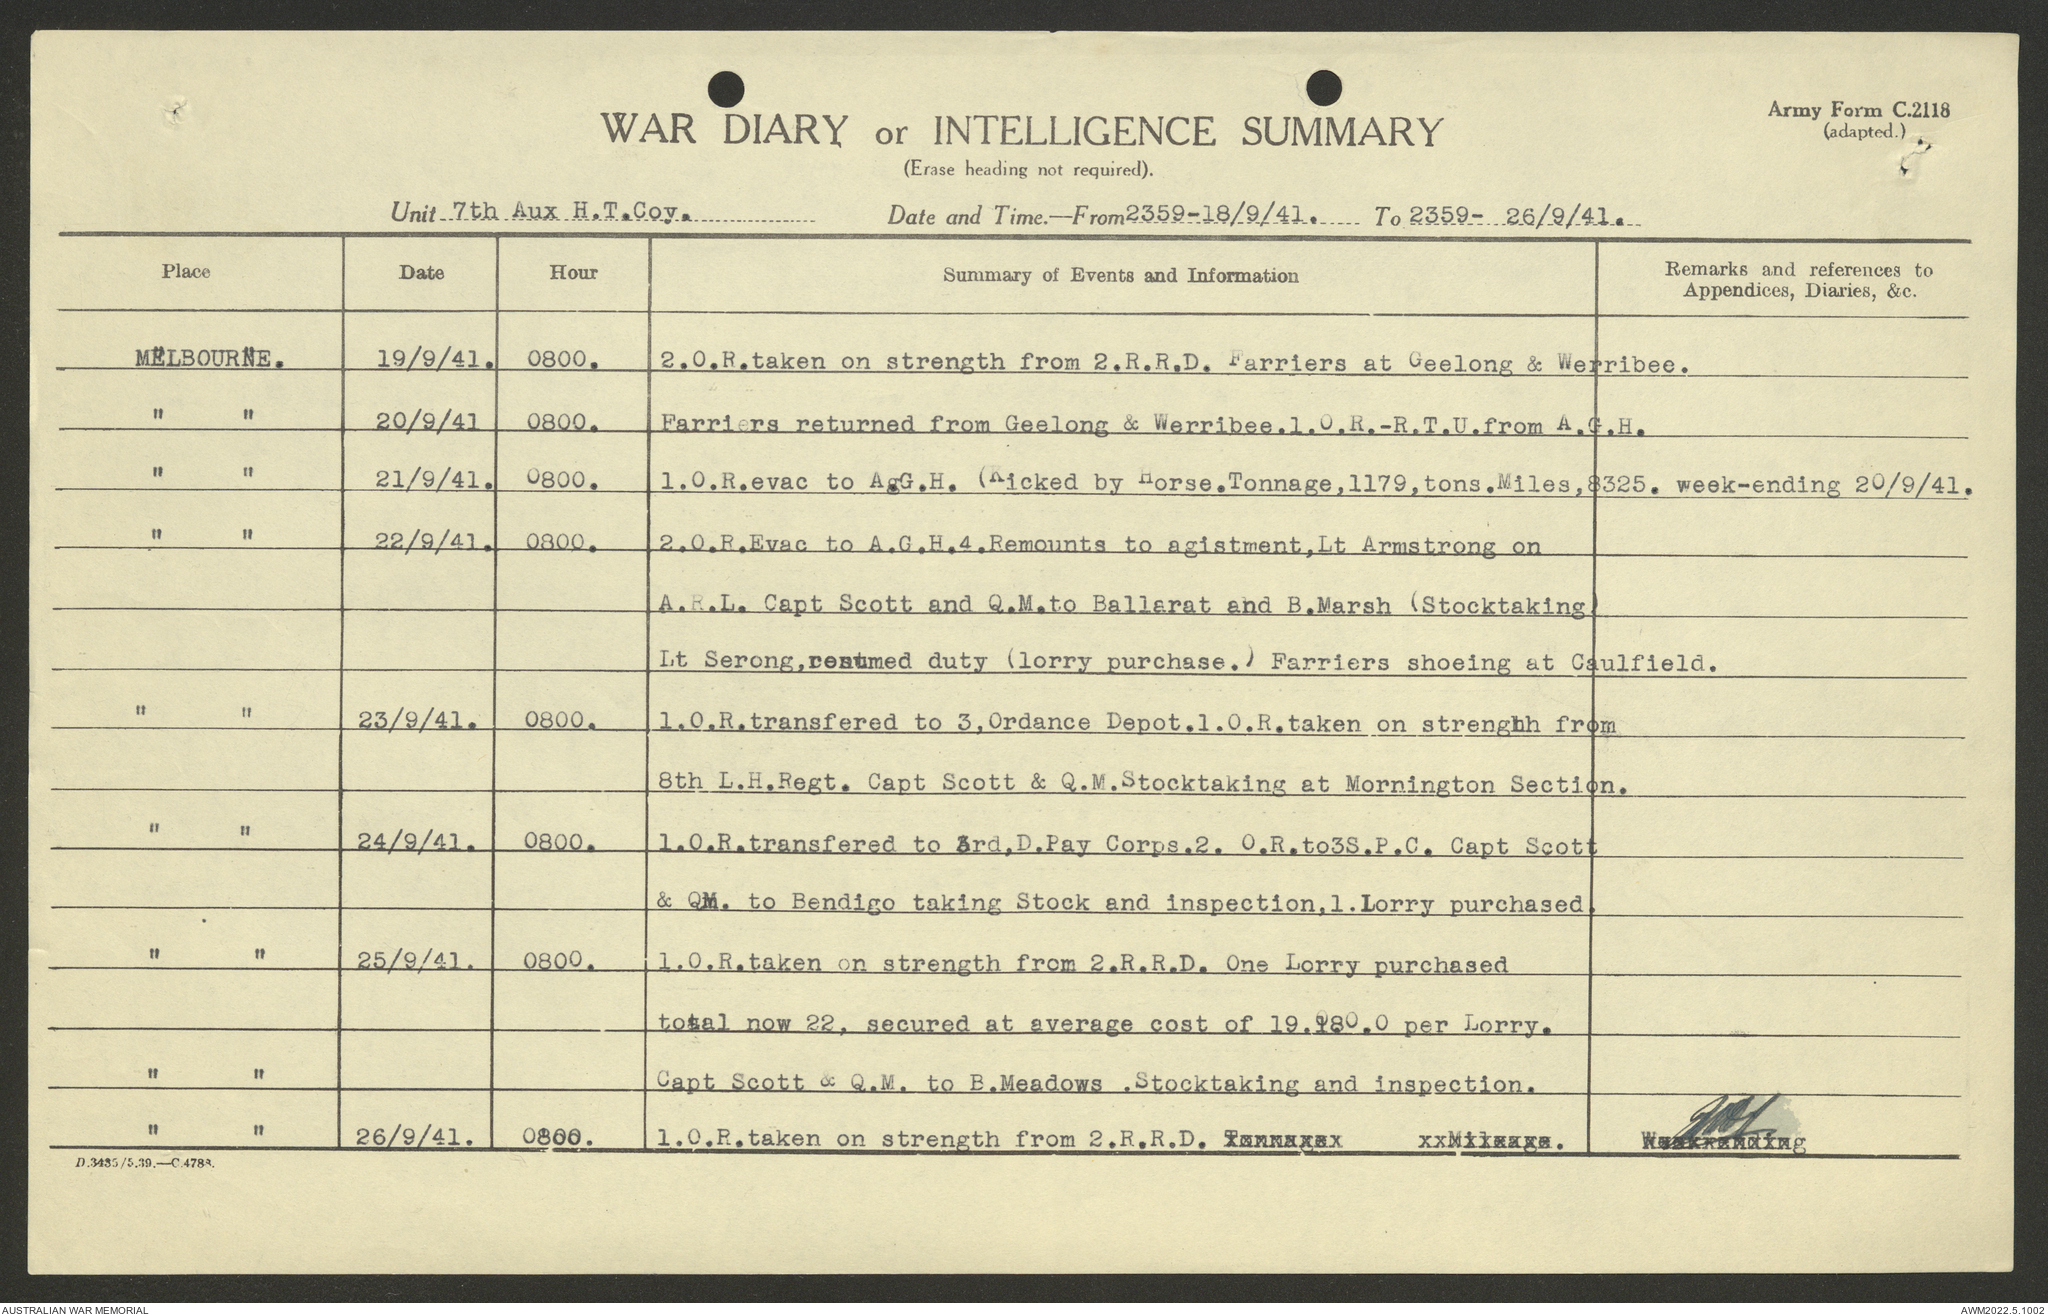 Army Form C.2118
(adapted.)
WAR DIARY or INTELLIGENCE SUMMARY
(Erase heading not required).
Unit 7th Aux H.T.Coy. Date and Time.—From 2359-18/9/41. To 2359- 26/9/41.
Place Date Hour Summary of Events and Information Remarks and references to
Appendices, Diaries, &c.
MELBOURNE. 19/9/41. 0800. 2.O.R.taken on strength from 2.R.R.D. Farriers at Geelong & Werribee.
" " 20/9/41 0800. Farriers returned from Geelong & Werribee.1.O.R.-R.T.U.from A.G.H.
" " 21/9/41. 0800. 1.O.R.evac to A.G.H. (Kicked by Horse.Tonnage,1179,tons.Miles,8325. week-ending 20/9/41.
" " 22/9/41. 0800. 2.O.R.Evac to A.G.H.4.Remounts to agistment,Lt Armstrong on
A.R.L. Capt Scott and Q.M.to Ballarat and B.Marsh (Stocktaking)
Lt Serong,resumed duty (lorry purchase.) Farriers shoeing at Caulfield.
" " 23/9/41. 0800. 1.O.R.transfered to 3,Ordance Depot.1.O.R.taken on strength from
8th L.H.Regt. Capt Scott & Q.M.Stocktaking at Mornington Section.
" " 24/9/41. 0800. 1.O.R.transfered to 3rd,D.Pay Corps.2. O.R.to3S.P.C. Capt Scott
& QM. to Bendigo taking Stock and inspection,1.Lorry purchased.
" " 25/9/41. 0800. 1.O.R.taken on strength from 2.R.R.D. One Lorry purchased
total now 22, secured at average cost of 19. .0 per Lorry.
" " Capt Scott & Q.M. to B.Meadows .Stocktaking and inspection.
" " 26/9/41. 0800. 1.O.R.taken on strength from 2.R.R.D. Tonnage Mileage. Week ending
D.3435/5.39.—C.4788.
AUSTRALIAN WAR MEMORIAL AWM2022.5.1002